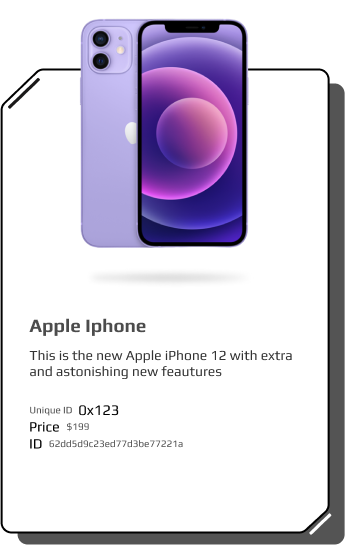 Apple Iphone
This is the new Apple iPhone 12 with extra
and astonishing new feautures
Unique ID 0x123
Price $199
ID 62dd5d9c23ed77d3be77221a